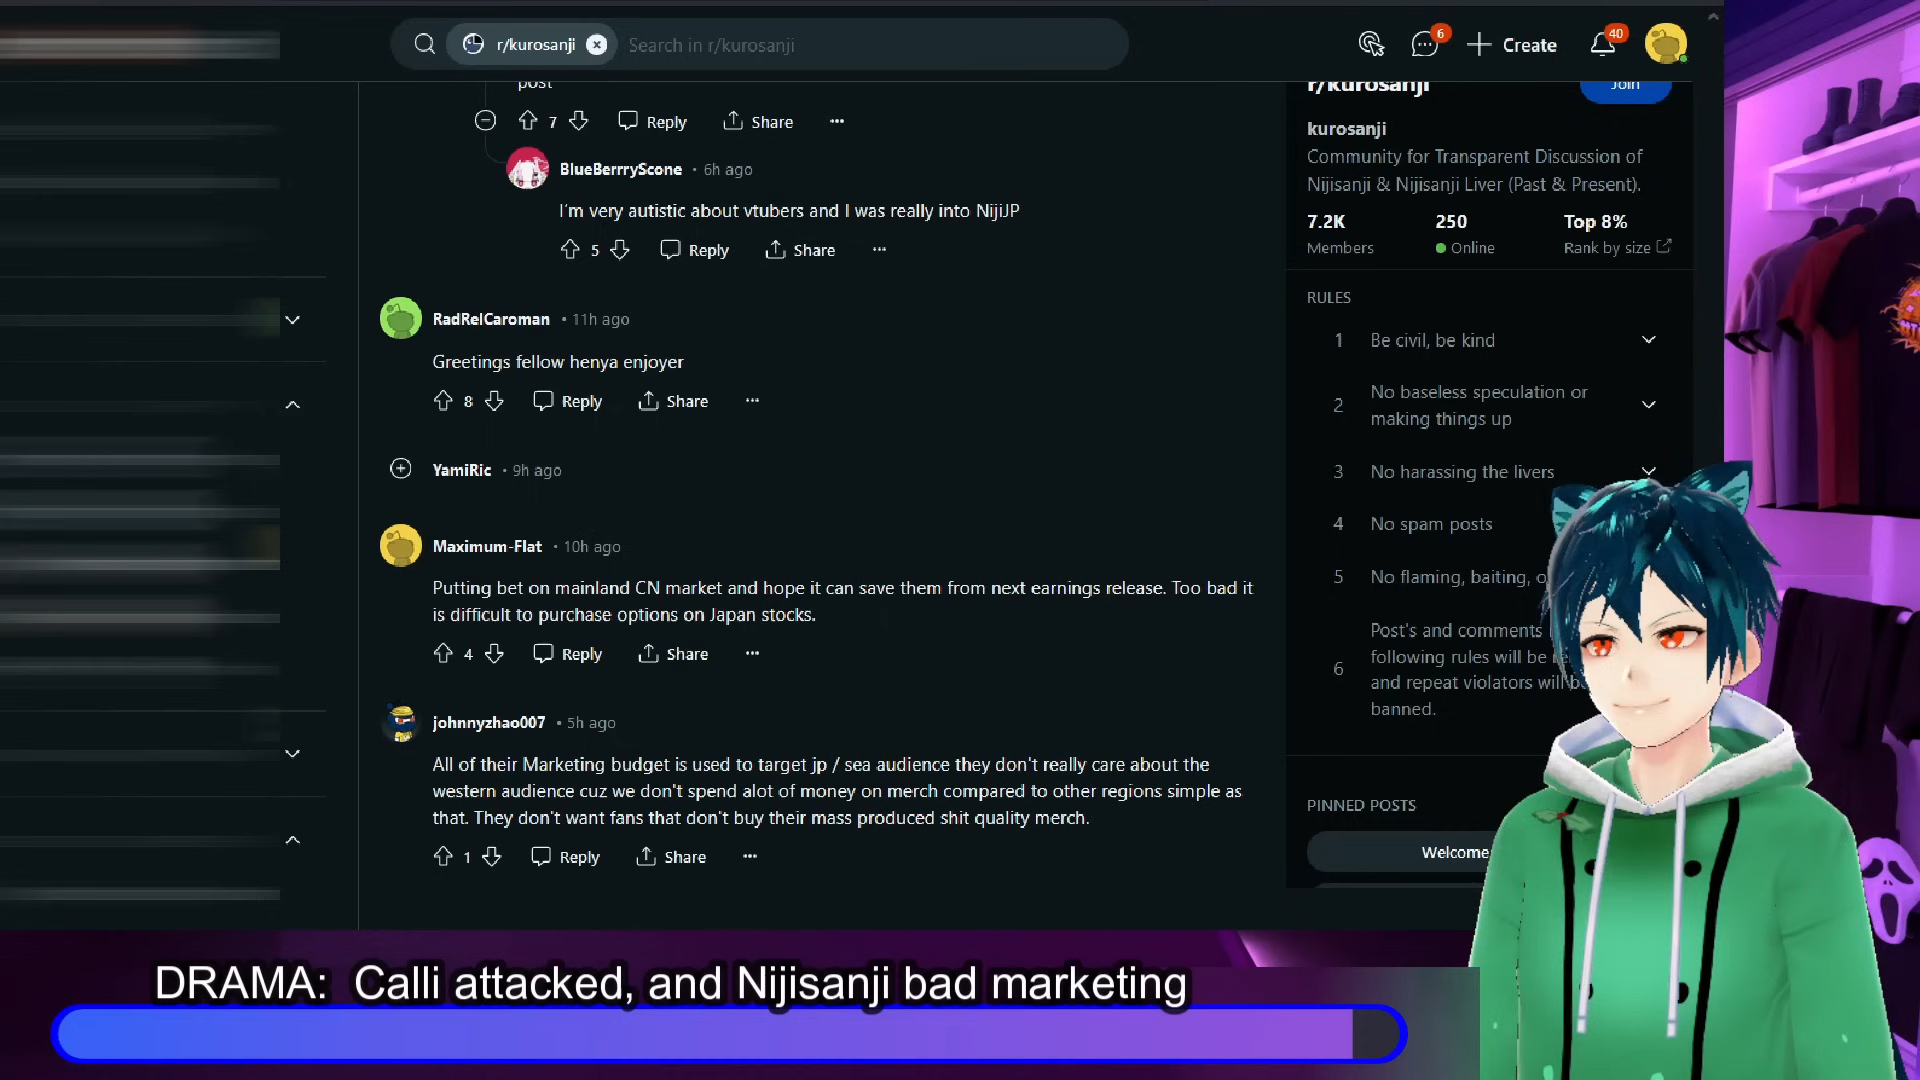 r/kurosanji
Search in r/kurosanji
6
Create
40
post
7
Reply
Share
BlueBerrryScone
• 6h ago
I'm very autistic about vtubers and I was really into NijiJP
5
Reply
Share
RadRelCaroman
• 11h ago
Greetings fellow henya enjoyer
8
Reply
Share
YamiRic
• 9h ago
Maximum-Flat
• 10h ago
Putting bet on mainland CN market and hope it can save them from next earnings release. Too bad it
is difficult to purchase options on Japan stocks.
4
Reply
Share
johnnyzhao007
• 5h ago
All of their Marketing budget is used to target jp / sea audience they don't really care about the
western audience cuz we don't spend alot of money on merch compared to other regions simple as
that. They don't want fans that don't buy their mass produced shit quality merch.
1
Reply
Share
r/kurosanji
Join
kurosanji
Community for Transparent Discussion of
Nijisanji & Nijisanji Liver (Past & Present).
7.2K
250
Top 8%
Members
Online
Rank by size
RULES
1
Be civil, be kind
2
No baseless speculation or
making things up
3
No harassing the livers
4
No spam posts
5
No flaming, baiting,
6
Post's and comments
following rules will be
and repeat violators will
banned.
PINNED POSTS
Welcome
DRAMA: Calli attacked, and Nijisanji bad marketing